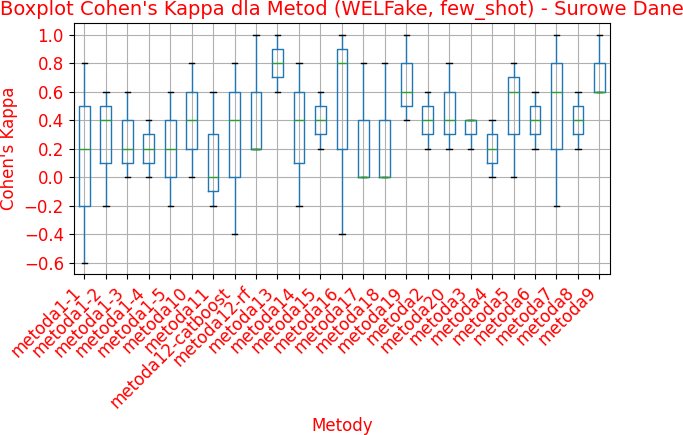 Boxplot Cohen's Kappa dla Metod (WELFake, few_shot) - Surowe Dane
Cohen's Kappa
1.0
0.8
0.6
0.4
0.2
0.0
−0.2
−0.4
−0.6
metoda1-1
metoda1-2
metoda1-3
metoda1-4
metoda1-5
metoda10
metoda11
metoda12-catboost
metoda12-rf
metoda13
metoda14
metoda15
metoda16
metoda17
metoda18
metoda19
metoda2
metoda20
metoda3
metoda4
metoda5
metoda6
metoda7
metoda8
metoda9
Metody